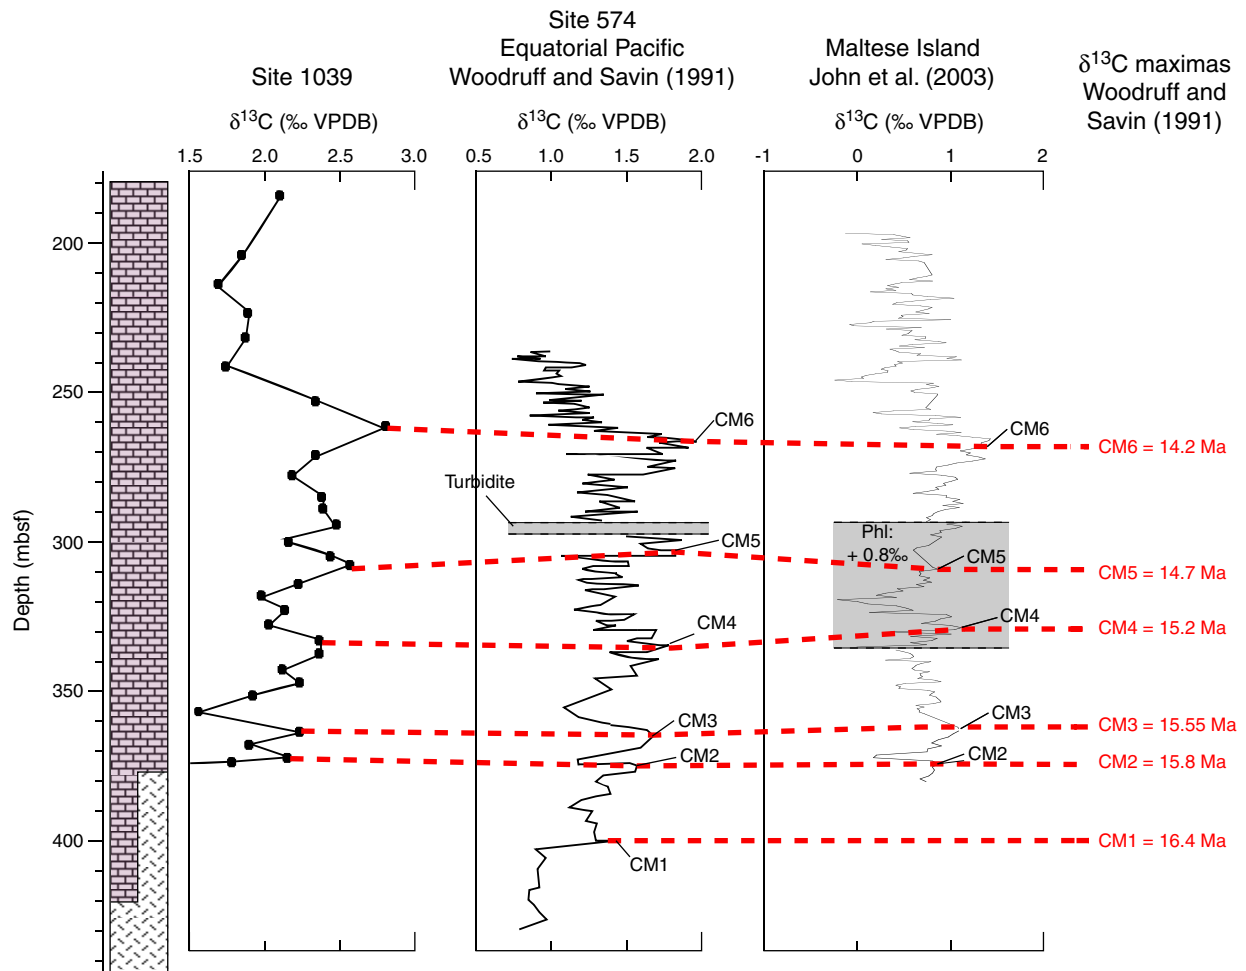 Site 1039
Site 574
Equatorial Pacific
Woodruff and Savin (1991)
Maltese Island
John et al. (2003)
δ13C maximas
Woodruff and
Savin (1991)
δ13C (‰ VPDB)
δ13C (‰ VPDB)
δ13C (‰ VPDB)
1.5 2.0 2.5 3.0
0.5 1.0 1.5 2.0
-1 0 1 2
Depth (mbsf)
200
250
300
350
400
Turbidite
CM6
CM5
CM4
CM3
CM2
CM1
Phl:
+ 0.8‰
CM6
CM5
CM4
CM3
CM2
CM6 = 14.2 Ma
CM5 = 14.7 Ma
CM4 = 15.2 Ma
CM3 = 15.55 Ma
CM2 = 15.8 Ma
CM1 = 16.4 Ma